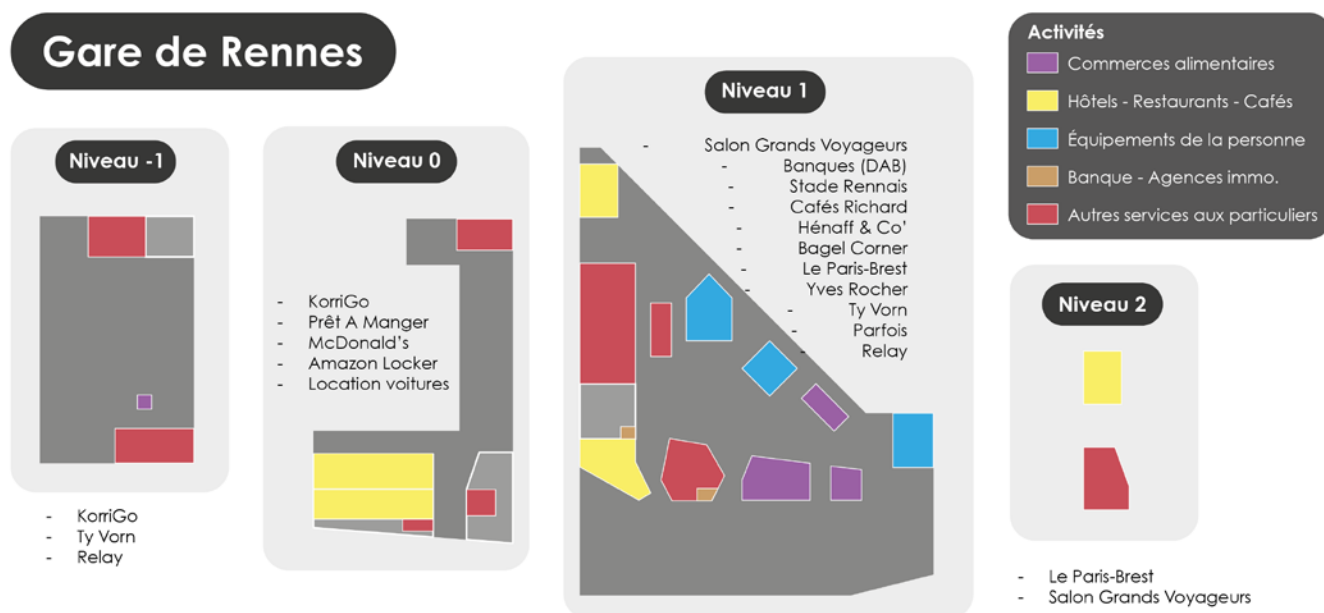 Gare de Rennes
Niveau -1
- KorriGo
- Ty Vorn
- Relay
Niveau 0
- KorriGo
- Prêt A Manger
- McDonald's
- Amazon Locker
- Location voitures
Niveau 1
- Salon Grands Voyageurs
- Banques (DAB)
- Stade Rennais
- Cafés Richard
- Hénaff & Co'
- Bagel Corner
- Le Paris-Brest
- Yves Rocher
- Ty Vorn
- Parfois
- Relay
Activités
Commerces alimentaires
Hôtels - Restaurants - Cafés
Équipements de la personne
Banque - Agences immo.
Autres services aux particuliers
Niveau 2
- Le Paris-Brest
- Salon Grands Voyageurs